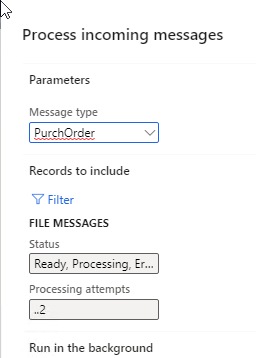 Process incoming messages
Parameters
Message type
PurchOrder
Records to include
Filter
FILE MESSAGES
Status
Ready, Processing, Er...
Processing attempts
..2
Run in the background